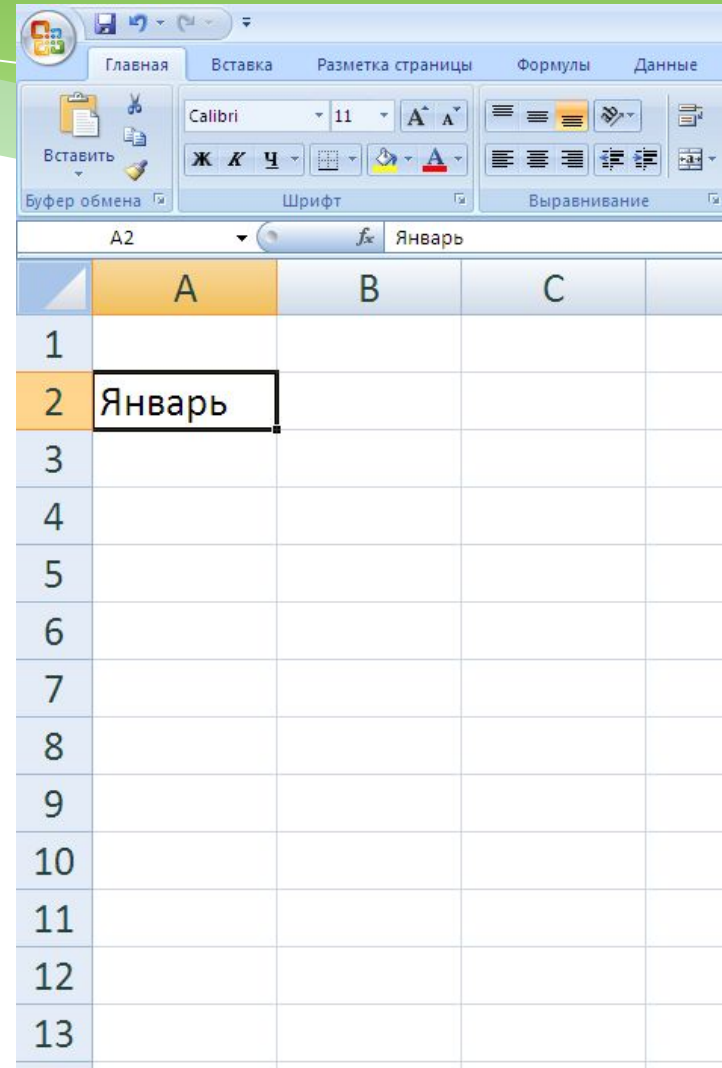 Главная Вставка Разметка страницы Формулы Данные
Вставить
Calibri 11 А А
Ж К Ч А
Буфер обмена Шрифт Выравнивание
A2 fx Январь
A B C
1
2 Январь
3
4
5
6
7
8
9
10
11
12
13